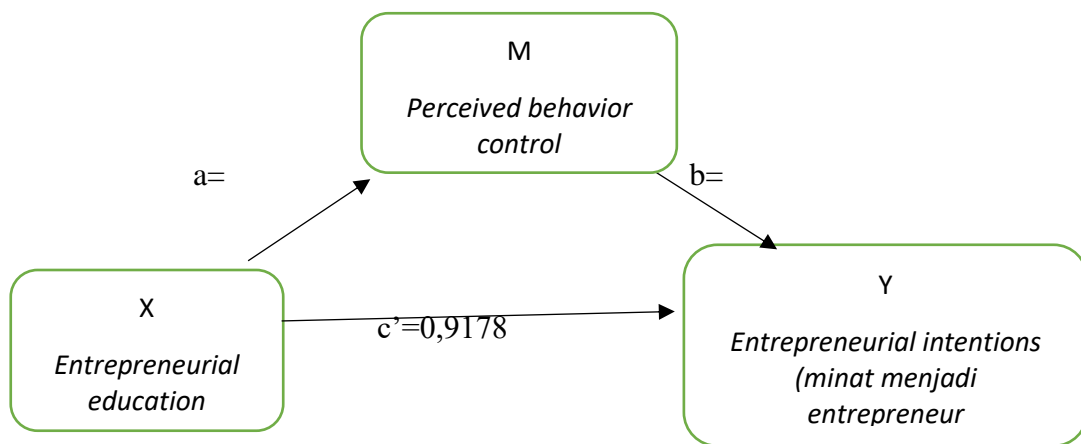 M
Perceived behavior
control
a=
b=
X
Entrepreneurial
education
c’=0,9178
Y
Entrepreneurial intentions
(minat menjadi
entrepreneur